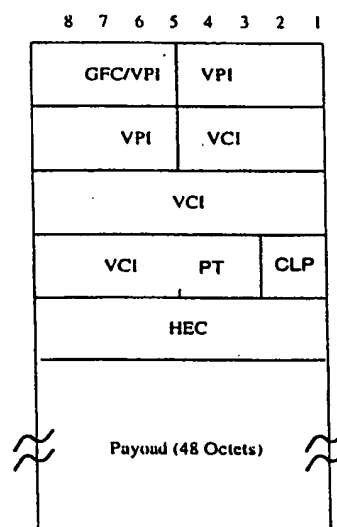 8 7 6 5 4 3 2 1
GFC/VPI VPI
VPI VCI
VCI
VCI PT CLP
HEC
Payoud (48 Octets)